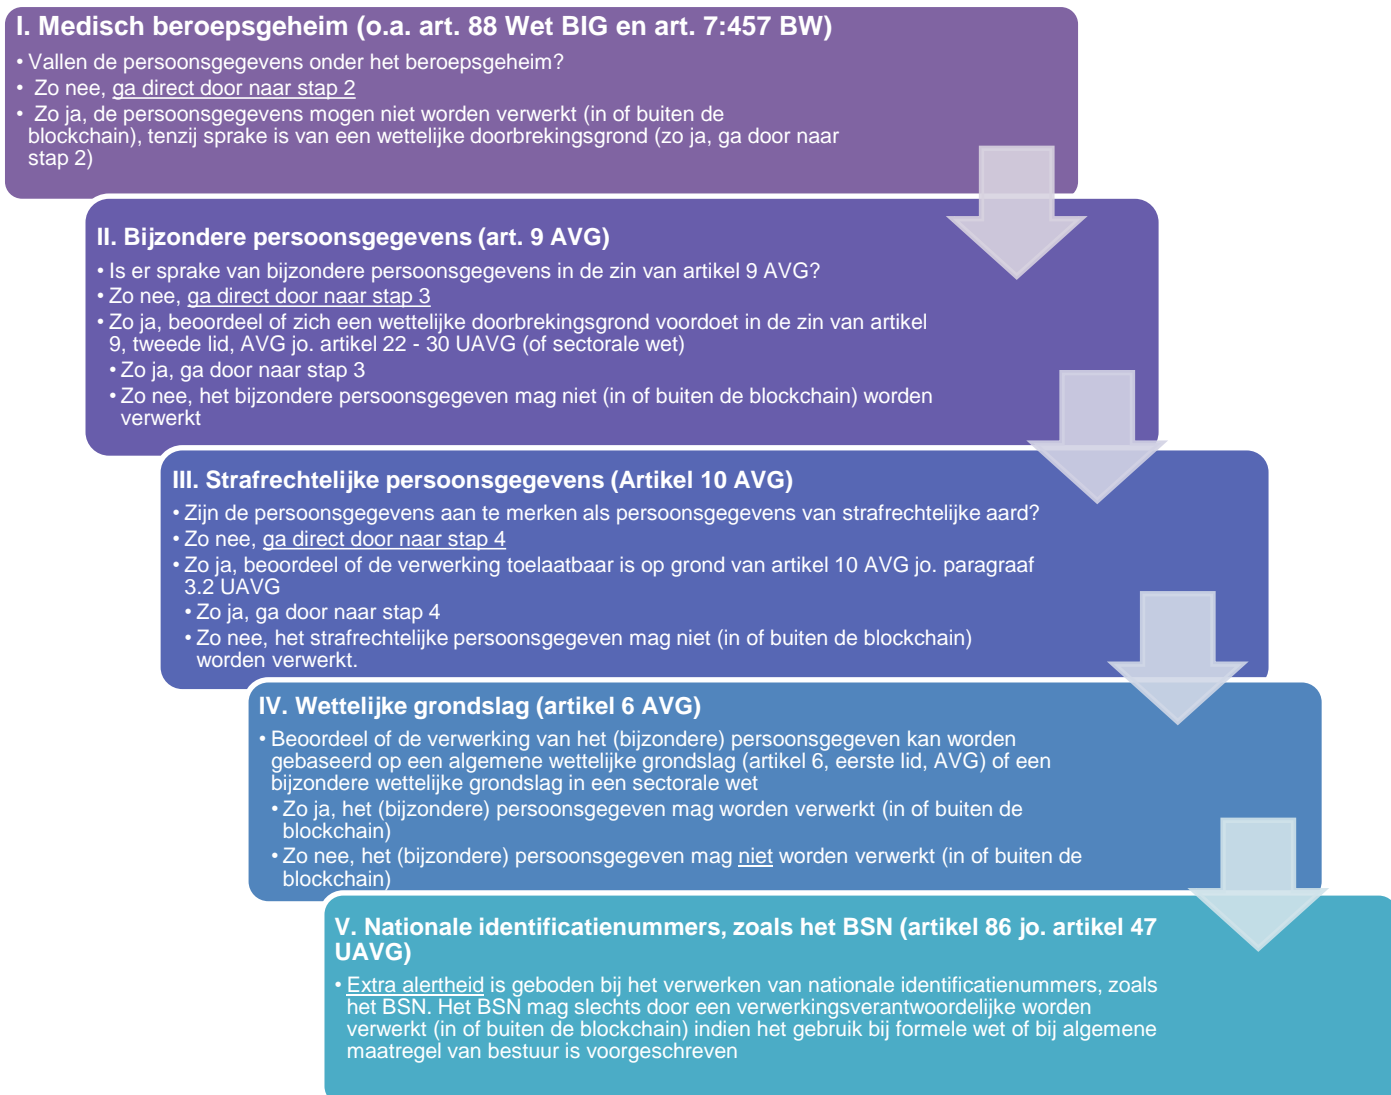 I. Medisch beroepsgeheim (o.a. art. 88 Wet BIG en art. 7:457 BW)
• Vallen de persoonsgegevens onder het beroepsgeheim?
• Zo nee, ga direct door naar stap 2
• Zo ja, de persoonsgegevens mogen niet worden verwerkt (in of buiten de
blockchain), tenzij sprake is van een wettelijke doorbrekingsgrond (zo ja, ga door naar
stap 2)
II. Bijzondere persoonsgegevens (art. 9 AVG)
• Is er sprake van bijzondere persoonsgegevens in de zin van artikel 9 AVG?
• Zo nee, ga direct door naar stap 3
• Zo ja, beoordeel of zich een wettelijke doorbrekingsgrond voordoet in de zin van artikel
9, tweede lid, AVG jo. artikel 22 - 30 UAVG (of sectorale wet)
• Zo ja, ga door naar stap 3
• Zo nee, het bijzondere persoonsgegeven mag niet (in of buiten de blockchain) worden
verwerkt
III. Strafrechtelijke persoonsgegevens (Artikel 10 AVG)
• Zijn de persoonsgegevens aan te merken als persoonsgegevens van strafrechtelijke aard?
• Zo nee, ga direct door naar stap 4
• Zo ja, beoordeel of de verwerking toelaatbaar is op grond van artikel 10 AVG jo. paragraaf
3.2 UAVG
• Zo ja, ga door naar stap 4
• Zo nee, het strafrechtelijke persoonsgegeven mag niet (in of buiten de blockchain)
worden verwerkt.
IV. Wettelijke grondslag (artikel 6 AVG)
• Beoordeel of de verwerking van het (bijzondere) persoonsgegeven kan worden
gebaseerd op een algemene wettelijke grondslag (artikel 6, eerste lid, AVG) of een
bijzondere wettelijke grondslag in een sectorale wet
• Zo ja, het (bijzondere) persoonsgegeven mag worden verwerkt (in of buiten de
blockchain)
• Zo nee, het (bijzondere) persoonsgegeven mag niet worden verwerkt (in of buiten de
blockchain)
V. Nationale identificatienummers, zoals het BSN (artikel 86 jo. artikel 47
UAVG)
• Extra alertheid is geboden bij het verwerken van nationale identificatienummers, zoals
het BSN. Het BSN mag slechts door een verwerkingsverantwoordelijke worden
verwerkt (in of buiten de blockchain) indien het gebruik bij formele wet of bij algemene
maatregel van bestuur is voorgeschreven